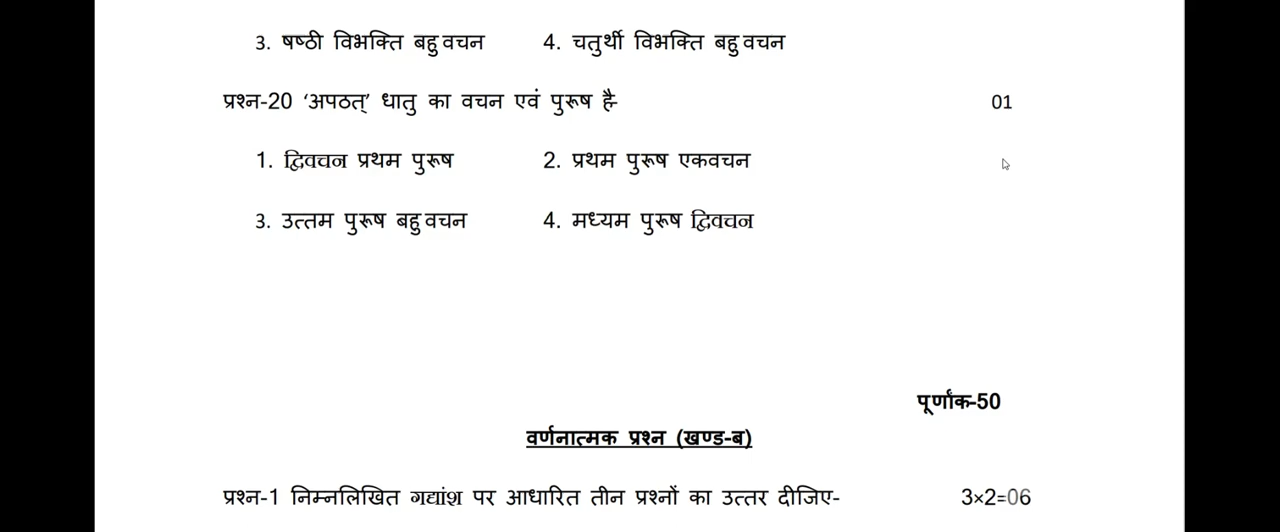 3. षष्ठी विभक्ति बहुवचन 4. चतुर्थी विभक्ति बहुवचन
प्रश्न-20 ‘अपठत्’ धातु का वचन एवं पुरूष है- 01
1. द्विवचन प्रथम पुरूष 2. प्रथम पुरूष एकवचन
3. उत्तम पुरूष बहुवचन 4. मध्यम पुरूष द्विवचन
पूर्णांक-50
वर्णनात्मक प्रश्न (खण्ड-ब)
प्रश्न-1 निम्नलिखित गद्यांश पर आधारित तीन प्रश्नों का उत्तर दीजिए- 3×2=06